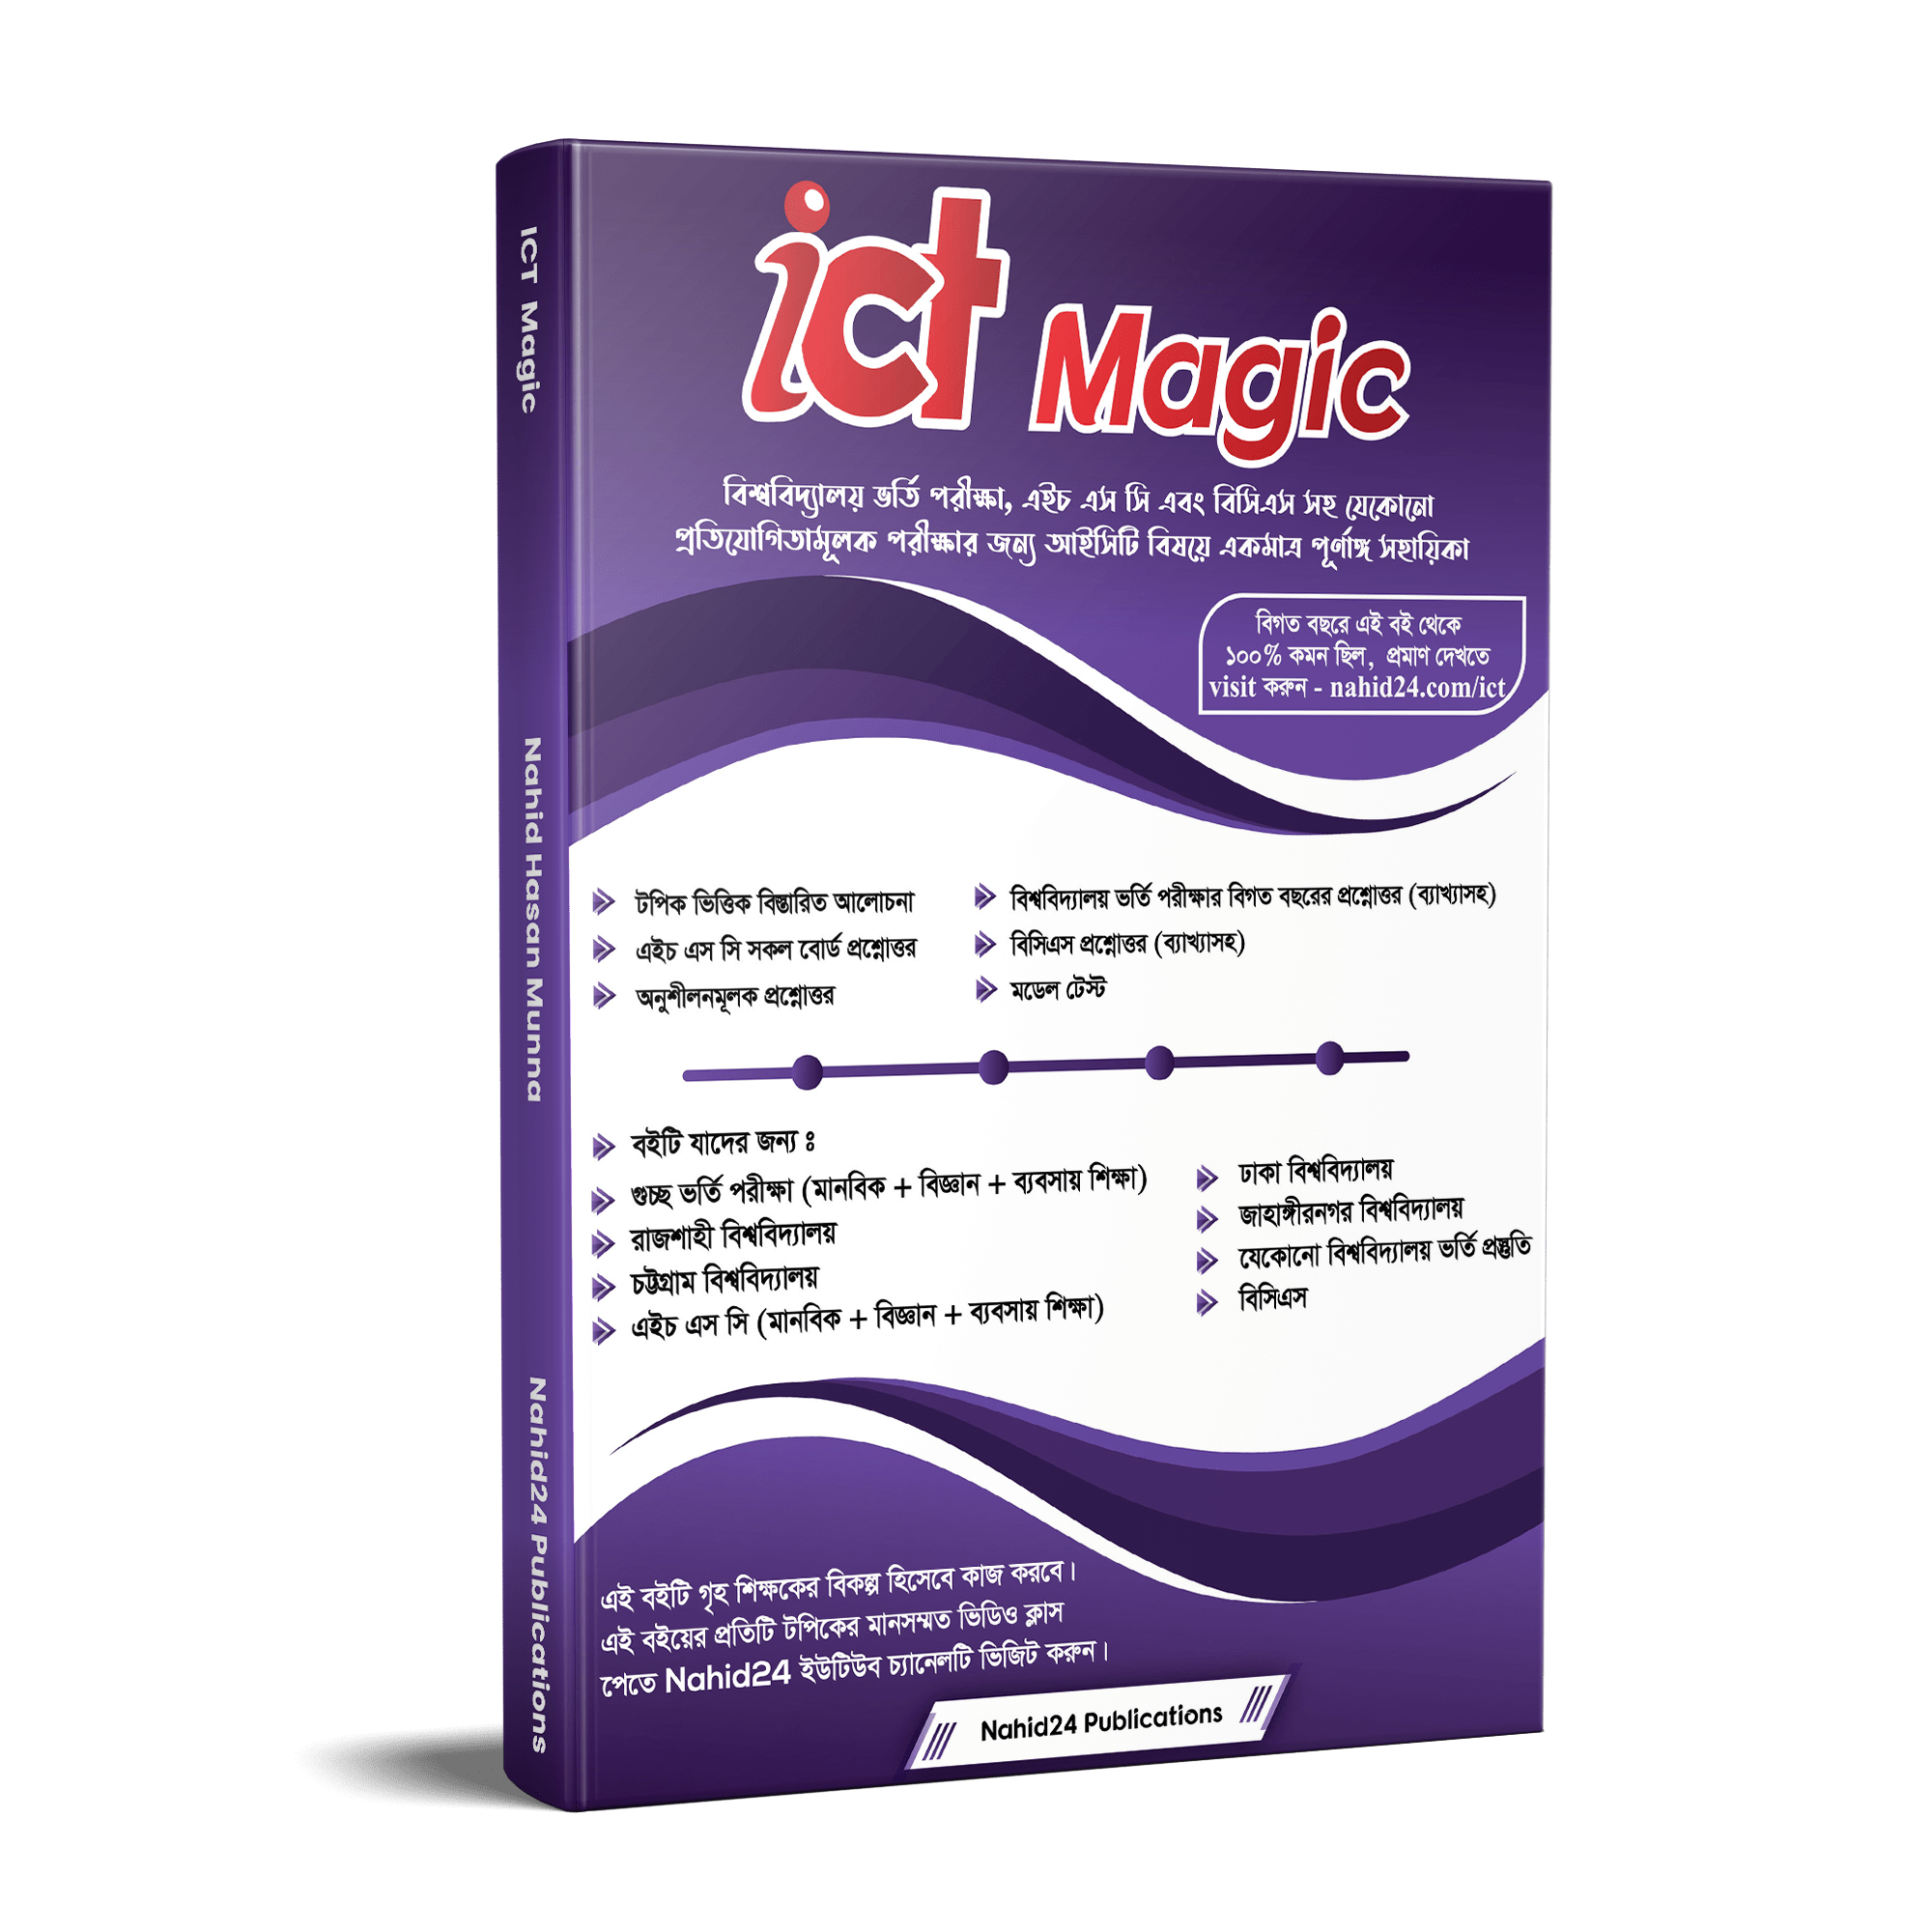 ict Magic
বিশ্ববিদ্যালয় ভর্তি পরীক্ষা, এইচ এস সি এবং বিসিএস সহ যেকোনো
প্রতিযোগিতামূলক পরীক্ষার জন্য আইসিটি বিষয়ে একমাত্র পূর্ণাঙ্গ সহায়িকা
বিগত বছরে এই বই থেকে
১০০% কমন ছিল, প্রমাণ দেখতে
visit করুন - nahid24.com/ict
টপিক ভিত্তিক বিস্তারিত আলোচনা
এইচ এস সি সকল বোর্ড প্রশ্নোত্তর
অনুশীলনমূলক প্রশ্নোত্তর
বিশ্ববিদ্যালয় ভর্তি পরীক্ষার বিগত বছরের প্রশ্নোত্তর (ব্যাখ্যাসহ)
বিসিএস প্রশ্নোত্তর (ব্যাখ্যাসহ)
মডেল টেস্ট
বইটি যাদের জন্য ঃ
গুচ্ছ ভর্তি পরীক্ষা (মানবিক + বিজ্ঞান + ব্যবসায় শিক্ষা)
রাজশাহী বিশ্ববিদ্যালয়
চট্টগ্রাম বিশ্ববিদ্যালয়
এইচ এস সি (মানবিক + বিজ্ঞান + ব্যবসায় শিক্ষা)
ঢাকা বিশ্ববিদ্যালয়
জাহাঙ্গীরনগর বিশ্ববিদ্যালয়
যেকোনো বিশ্ববিদ্যালয় ভর্তি প্রস্তুতি
বিসিএস
এই বইটি গৃহ শিক্ষকের বিকল্প হিসেবে কাজ করবে।
এই বইয়ের প্রতিটি টপিকের মানসম্মত ভিডিও ক্লাস
পেতে Nahid24 ইউটিউব চ্যানেলটি ভিজিট করুন।
Nahid24 Publications
ICT Magic
Nahid Hasan Munna
Nahid24 Publications